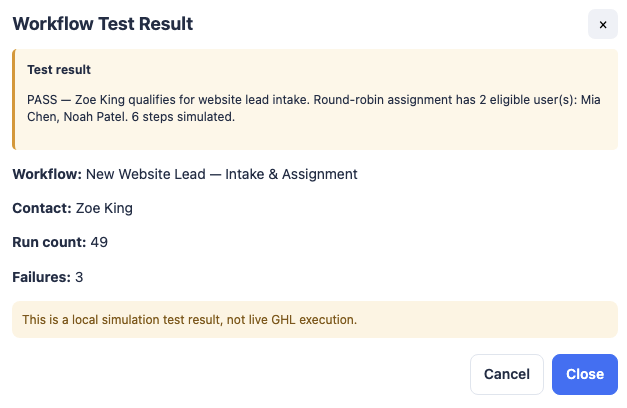 Workflow Test Result
×
Test result
PASS — Zoe King qualifies for website lead intake. Round-robin assignment has 2 eligible user(s): Mia
Chen, Noah Patel. 6 steps simulated.
Workflow: New Website Lead — Intake & Assignment
Contact: Zoe King
Run count: 49
Failures: 3
This is a local simulation test result, not live GHL execution.
Cancel
Close